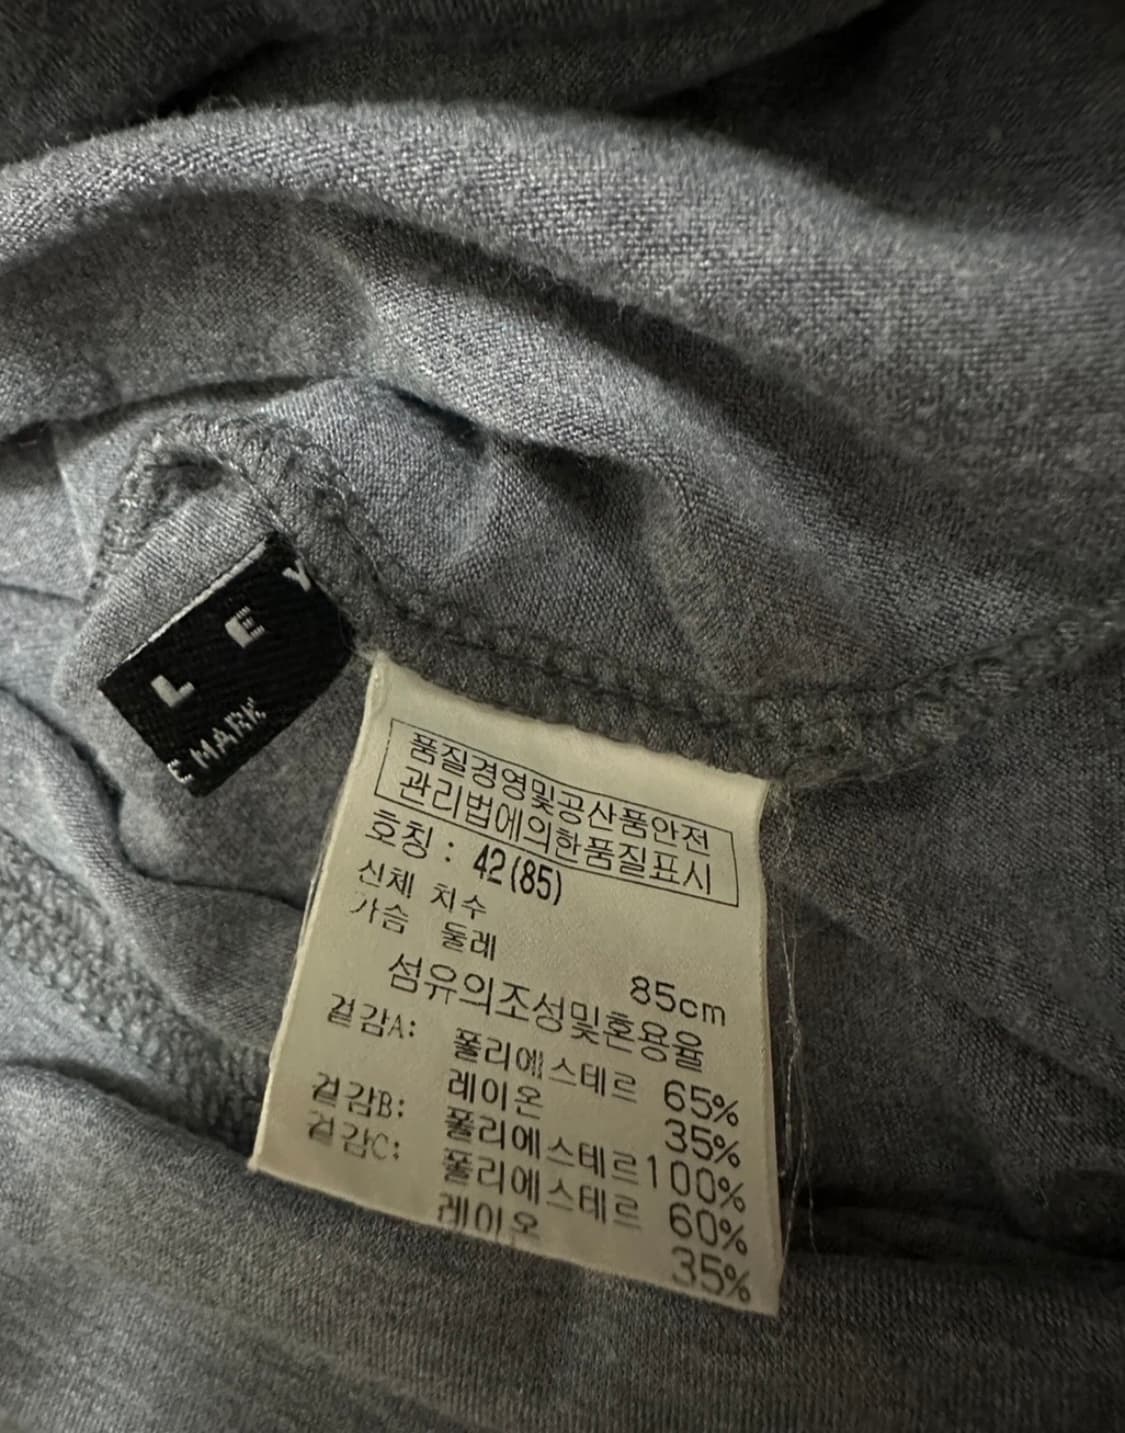 L E Y
E MARK
품질경영및공산품안전
관리법에의한품질표시
호칭 : 42(85)
신체 치수
가슴 둘레 85cm
섬유의조성및혼용율
겉감A: 폴리에스테르 65%
레이온 35%
겉감B: 폴리에스테르100%
겉감C: 폴리에스테르 60%
레이온 35%